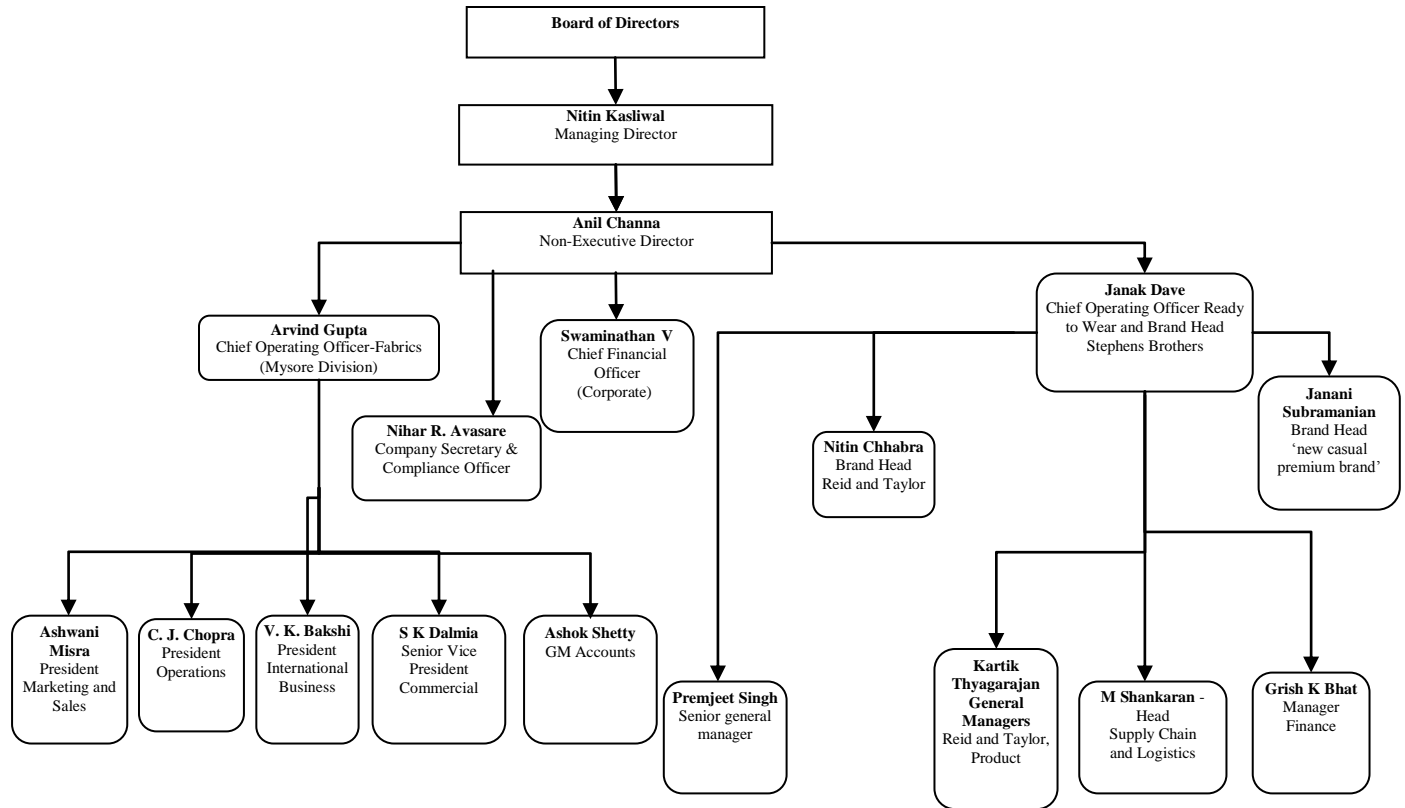 Board of Directors
Nitin Kasliwal
Managing Director
Anil Channa
Non-Executive Director
Arvind Gupta
Chief Operating Officer-Fabrics
(Mysore Division)
Nihar R. Avasare
Company Secretary &
Compliance Officer
Swaminathan V
Chief Financial
Officer
(Corporate)
Janak Dave
Chief Operating Officer Ready
to Wear and Brand Head
Stephens Brothers
Nitin Chhabra
Brand Head
Reid and Taylor
Janani
Subramanian
Brand Head
‘new casual
premium brand’
Ashwani
Misra
President
Marketing and
Sales
C. J. Chopra
President
Operations
V. K. Bakshi
President
International
Business
S K Dalmia
Senior Vice
President
Commercial
Ashok Shetty
GM Accounts
Premjeet Singh
Senior general
manager
Kartik
Thyagarajan
General
Managers
Reid and Taylor,
Product
M Shankaran -
Head
Supply Chain
and Logistics
Grish K Bhat
Manager
Finance